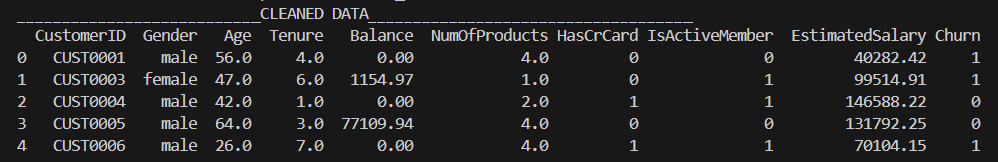 ___________________________CLEANED DATA____________________________________
CustomerID Gender Age Tenure Balance NumOfProducts HasCrCard IsActiveMember EstimatedSalary Churn
0 CUST0001 male 56.0 4.0 0.00 4.0 0 0 40282.42 1
1 CUST0003 female 47.0 6.0 1154.97 1.0 0 1 99514.91 1
2 CUST0004 male 42.0 1.0 0.00 2.0 1 1 146588.22 0
3 CUST0005 male 64.0 3.0 77109.94 4.0 0 0 131792.25 0
4 CUST0006 male 26.0 7.0 0.00 4.0 1 1 70104.15 1